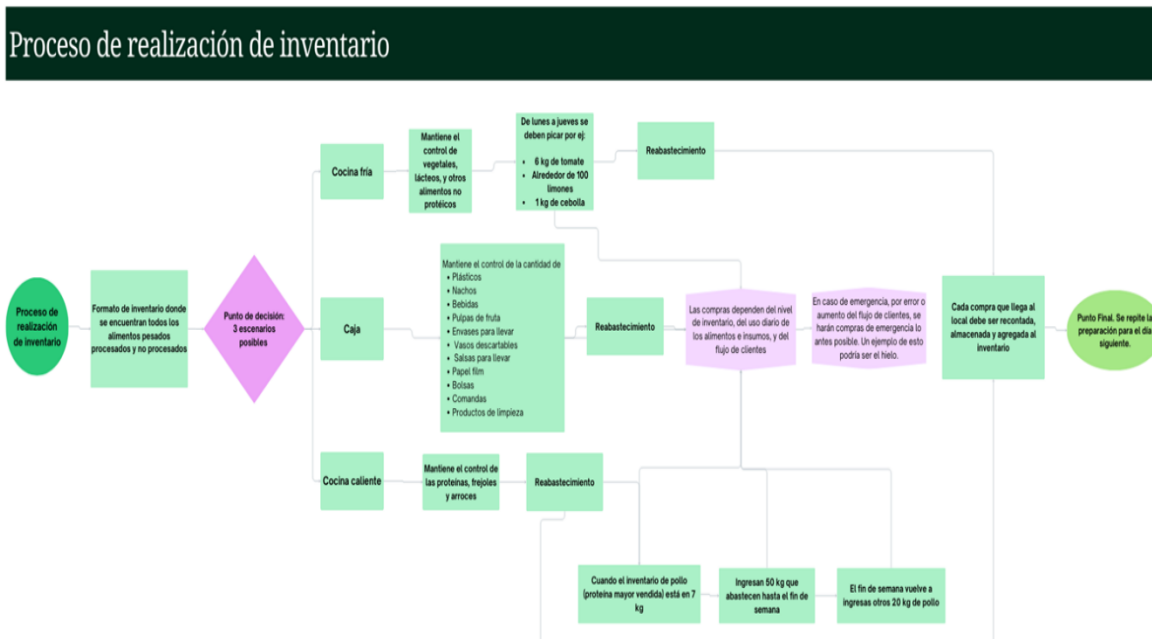 Proceso de realización de inventario
Proceso de
realización
de inventario
Formato de inventario donde
se encuentran todos los
alimentos pesados
procesados y no procesados
Punto de decisión:
3 escenarios
posibles
Cocina fría
Mantiene el
control de
vegetales,
lácteos, y otros
alimentos no
protéicos
De lunes a jueves se
deben picar por ej:
• 6 kg de tomate
• Alrededor de 100
limones
• 1 kg de cebolla
Reabastecimiento
Caja
Mantiene el control de la cantidad de
• Plásticos
• Nachos
• Bebidas
• Pulpas de fruta
• Envases para llevar
• Vasos descartables
• Salsas para llevar
• Papel film
• Bolsas
• Comandas
• Productos de limpieza
Reabastecimiento
Las compras dependen del nivel
de inventario, del uso diario de
los alimentos e insumos, y del
flujo de clientes
En caso de emergencia, por error o
aumento del flujo de clientes, se
harán compras de emergencia lo
antes posible. Un ejemplo de esto
podría ser el hielo.
Cada compra que llega al
local debe ser recontada,
almacenada y agregada al
inventario
Punto Final. Se repite la
preparación para el día
siguiente.
Cocina caliente
Mantiene el control de
las proteínas, frejoles
y arroces
Reabastecimiento
Cuando el inventario de pollo
(proteína mayor vendida) está en 7
kg
Ingresan 50 kg que
abastecen hasta el fin de
semana
El fin de semana vuelve a
ingresas otros 20 kg de pollo